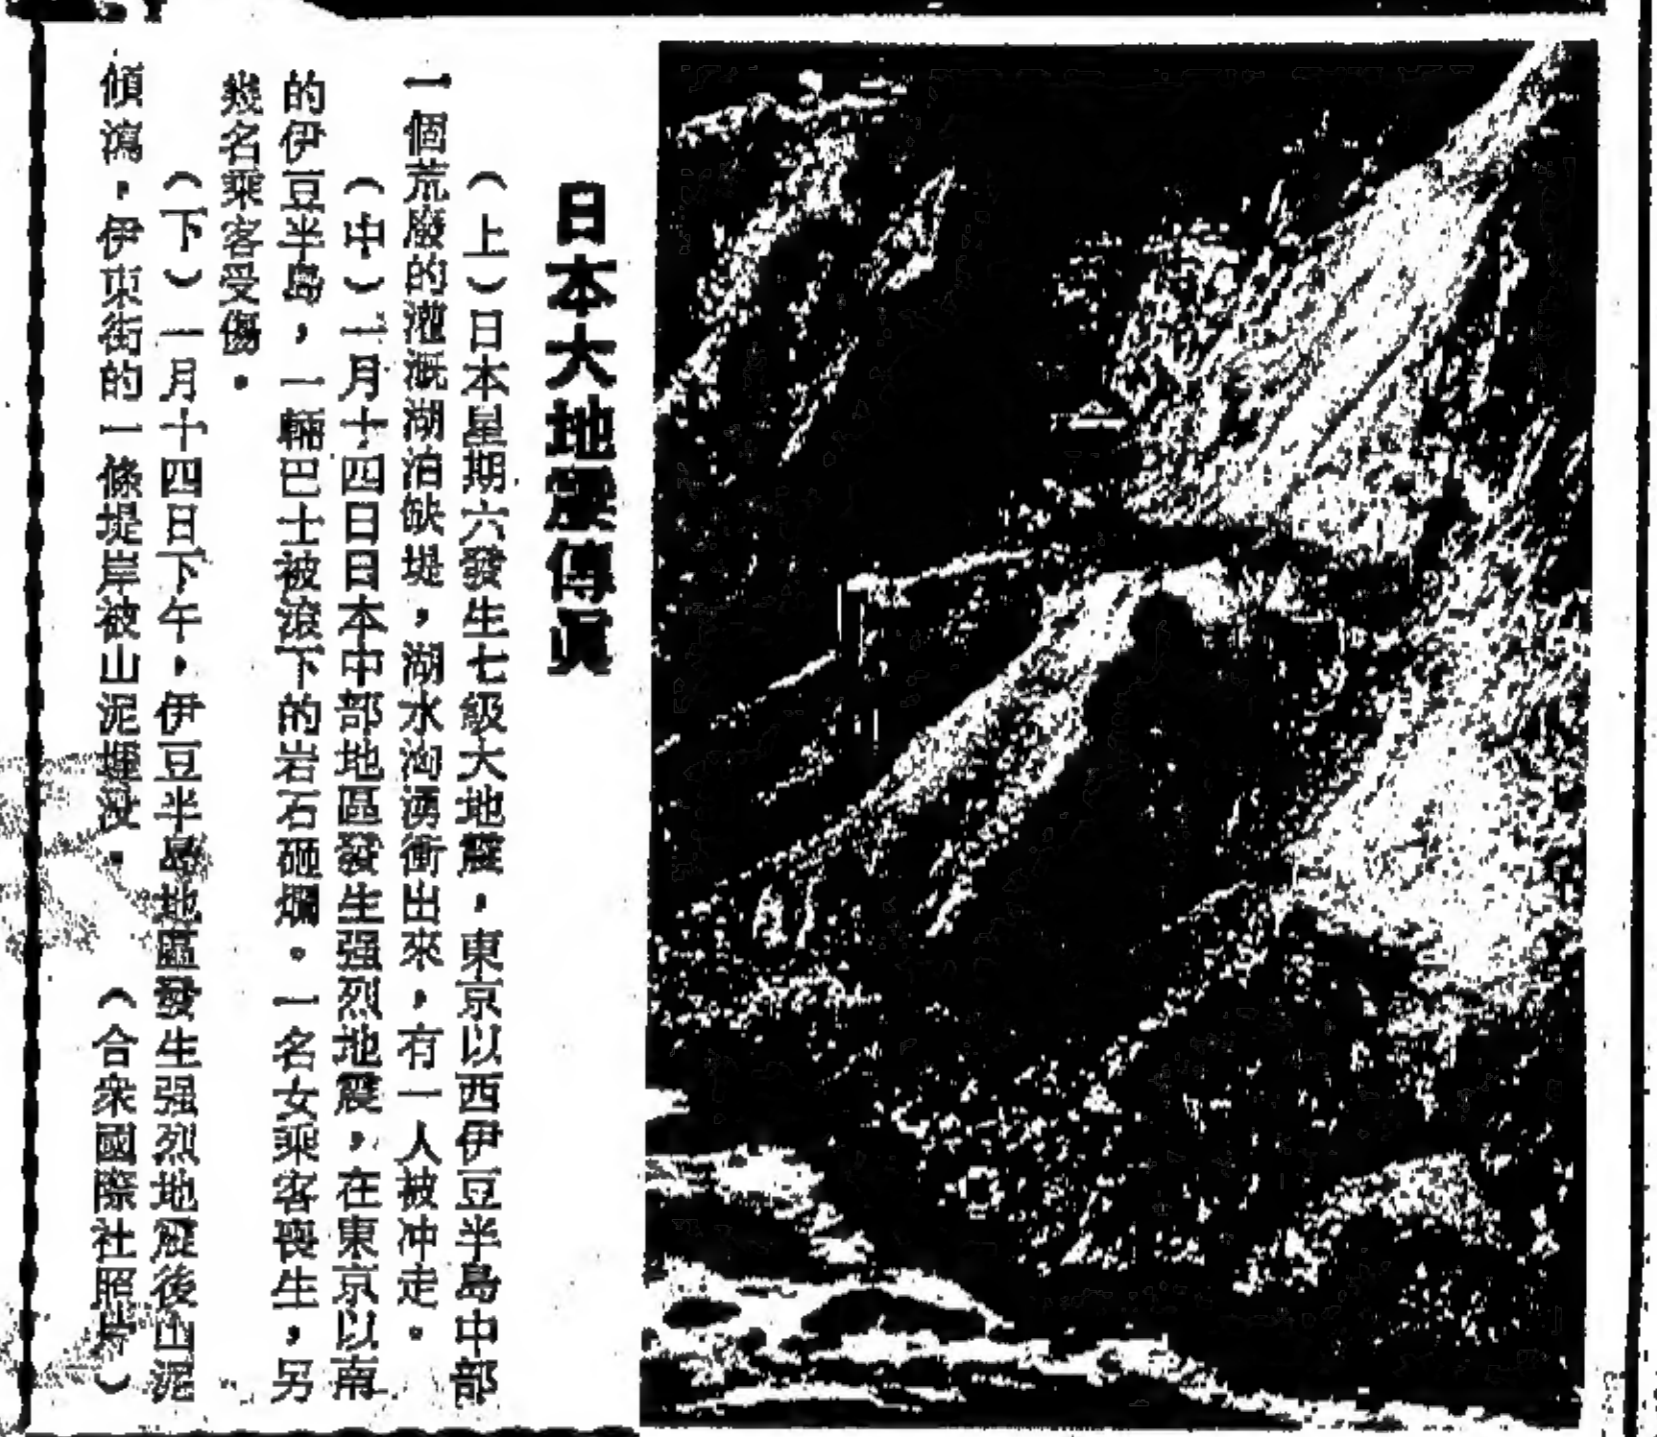 日本大地震傳眞
（上）日本星期六發生七級大地震，東京以西伊豆半島中部
一個荒廢的灌漑湖泊缺堤，湖水洶湧衝出來，有一人被冲走。
（中）一月十四日日本中部地區發生强烈地震，在東京以南
的伊豆半島，一輛巴士被滾下的岩石砸爛。一名女乘客喪生，另
幾名乘客受傷。
（下）一月十四日下午，伊豆半島地區發生强烈地震後山泥
傾瀉，伊東街的一條堤岸被山泥堙沒。（合衆國際社照片）